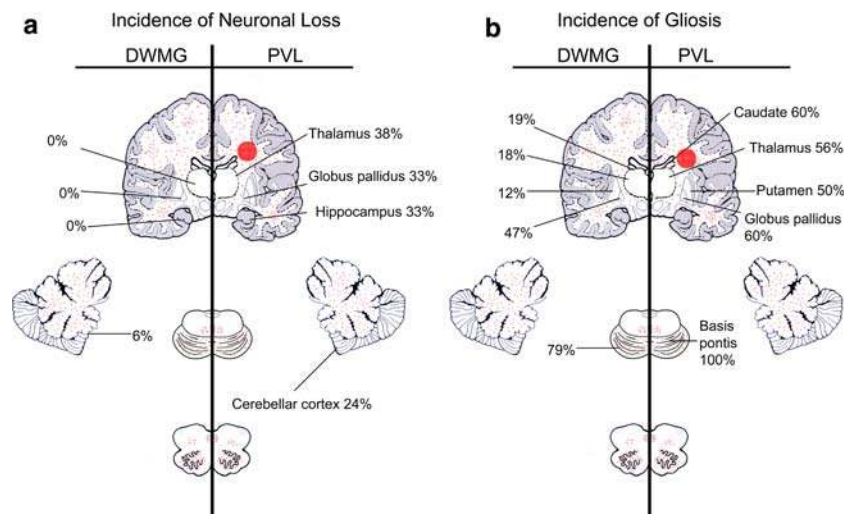 a
Incidence of Neuronal Loss
DWMG
PVL
0%
0%
0%
Thalamus 38%
Globus pallidus 33%
Hippocampus 33%
6%
Cerebellar cortex 24%
b
Incidence of Gliosis
DWMG
PVL
19%
18%
12%
47%
Caudate 60%
Thalamus 56%
Putamen 50%
Globus pallidus
60%
79%
Basis
pontis
100%